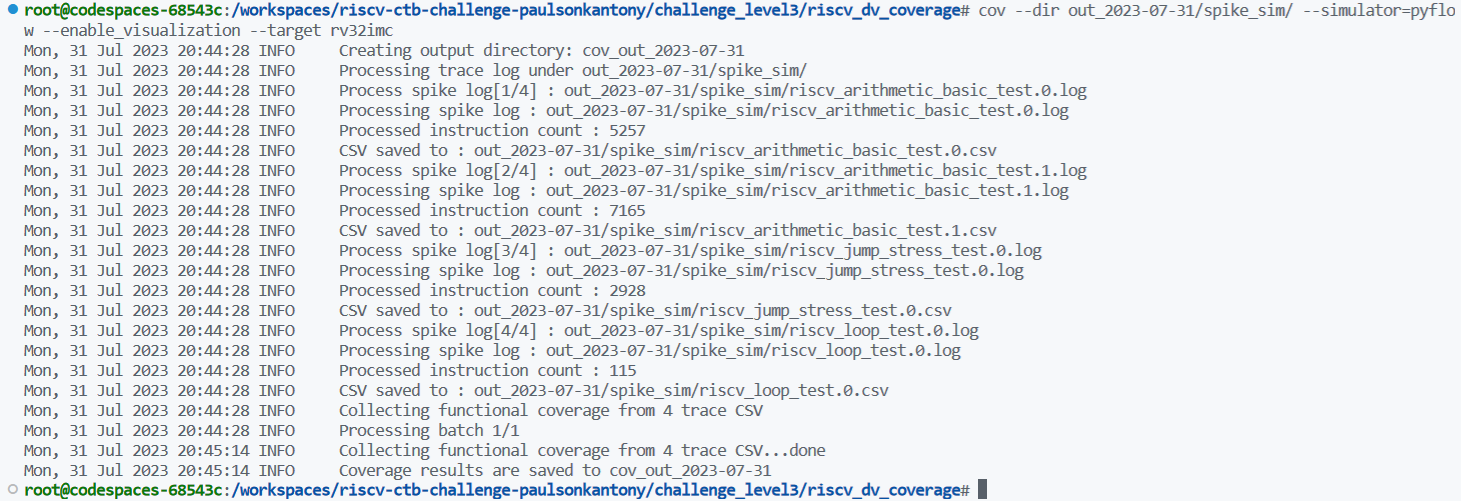 root@codespaces-68543c:/workspaces/riscv-ctb-challenge-paulsonkantony/challenge_level3/riscv_dv_coverage# cov --dir out_2023-07-31/spike_sim/ --simulator=pyflo
w --enable_visualization --target rv32imc
Mon, 31 Jul 2023 20:44:28 INFO     Creating output directory: cov_out_2023-07-31
Mon, 31 Jul 2023 20:44:28 INFO     Processing trace log under out_2023-07-31/spike_sim/
Mon, 31 Jul 2023 20:44:28 INFO     Process spike log[1/4] : out_2023-07-31/spike_sim/riscv_arithmetic_basic_test.0.log
Mon, 31 Jul 2023 20:44:28 INFO     Processing spike log : out_2023-07-31/spike_sim/riscv_arithmetic_basic_test.0.log
Mon, 31 Jul 2023 20:44:28 INFO     Processed instruction count : 5257
Mon, 31 Jul 2023 20:44:28 INFO     CSV saved to : out_2023-07-31/spike_sim/riscv_arithmetic_basic_test.0.csv
Mon, 31 Jul 2023 20:44:28 INFO     Process spike log[2/4] : out_2023-07-31/spike_sim/riscv_arithmetic_basic_test.1.log
Mon, 31 Jul 2023 20:44:28 INFO     Processing spike log : out_2023-07-31/spike_sim/riscv_arithmetic_basic_test.1.log
Mon, 31 Jul 2023 20:44:28 INFO     Processed instruction count : 7165
Mon, 31 Jul 2023 20:44:28 INFO     CSV saved to : out_2023-07-31/spike_sim/riscv_arithmetic_basic_test.1.csv
Mon, 31 Jul 2023 20:44:28 INFO     Process spike log[3/4] : out_2023-07-31/spike_sim/riscv_jump_stress_test.0.log
Mon, 31 Jul 2023 20:44:28 INFO     Processing spike log : out_2023-07-31/spike_sim/riscv_jump_stress_test.0.log
Mon, 31 Jul 2023 20:44:28 INFO     Processed instruction count : 2928
Mon, 31 Jul 2023 20:44:28 INFO     CSV saved to : out_2023-07-31/spike_sim/riscv_jump_stress_test.0.csv
Mon, 31 Jul 2023 20:44:28 INFO     Process spike log[4/4] : out_2023-07-31/spike_sim/riscv_loop_test.0.log
Mon, 31 Jul 2023 20:44:28 INFO     Processing spike log : out_2023-07-31/spike_sim/riscv_loop_test.0.log
Mon, 31 Jul 2023 20:44:28 INFO     Processed instruction count : 115
Mon, 31 Jul 2023 20:44:28 INFO     CSV saved to : out_2023-07-31/spike_sim/riscv_loop_test.0.csv
Mon, 31 Jul 2023 20:44:28 INFO     Collecting functional coverage from 4 trace CSV
Mon, 31 Jul 2023 20:44:28 INFO     Processing batch 1/1
Mon, 31 Jul 2023 20:45:14 INFO     Collecting functional coverage from 4 trace CSV...done
Mon, 31 Jul 2023 20:45:14 INFO     Coverage results are saved to cov_out_2023-07-31
root@codespaces-68543c:/workspaces/riscv-ctb-challenge-paulsonkantony/challenge_level3/riscv_dv_coverage#